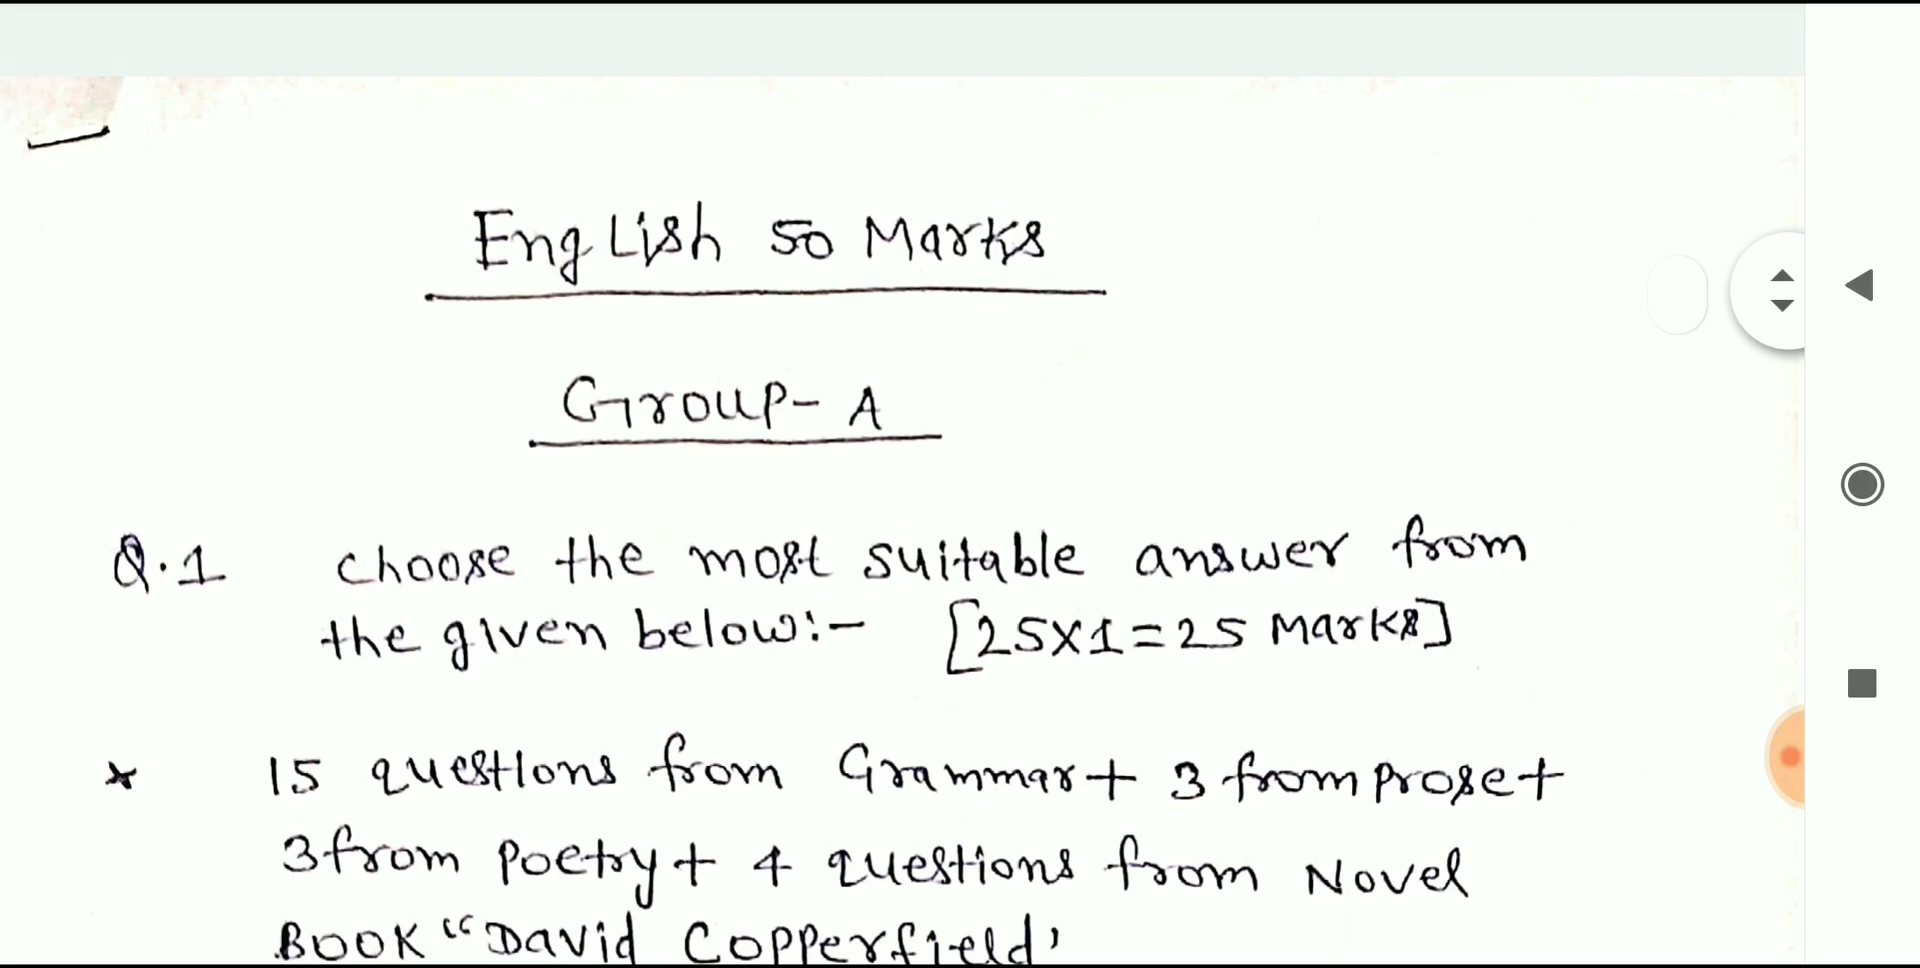 English 50 Marks
Group- A
Q.1 choose the most suitable answer from
the given below:- [25x1=25 Marks]
* 15 questions from Grammar + 3 from prose +
3 from poetry + 4 questions from Novel
BOOK "David Copperfield'